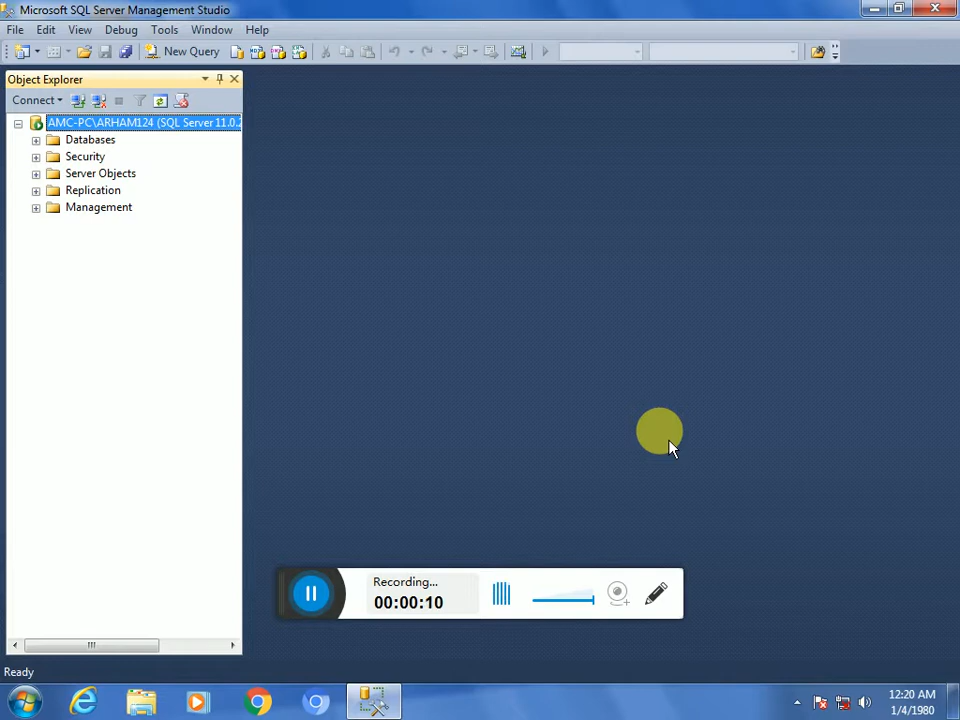 Microsoft SQL Server Management Studio
File Edit View Debug Tools Window Help
New Query
Object Explorer
Connect
AMC-PC\ARHAM124 (SQL Server 11.0.2
Databases
Security
Server Objects
Replication
Management
Recording...
00:00:10
Ready
12:20 AM
1/4/1980